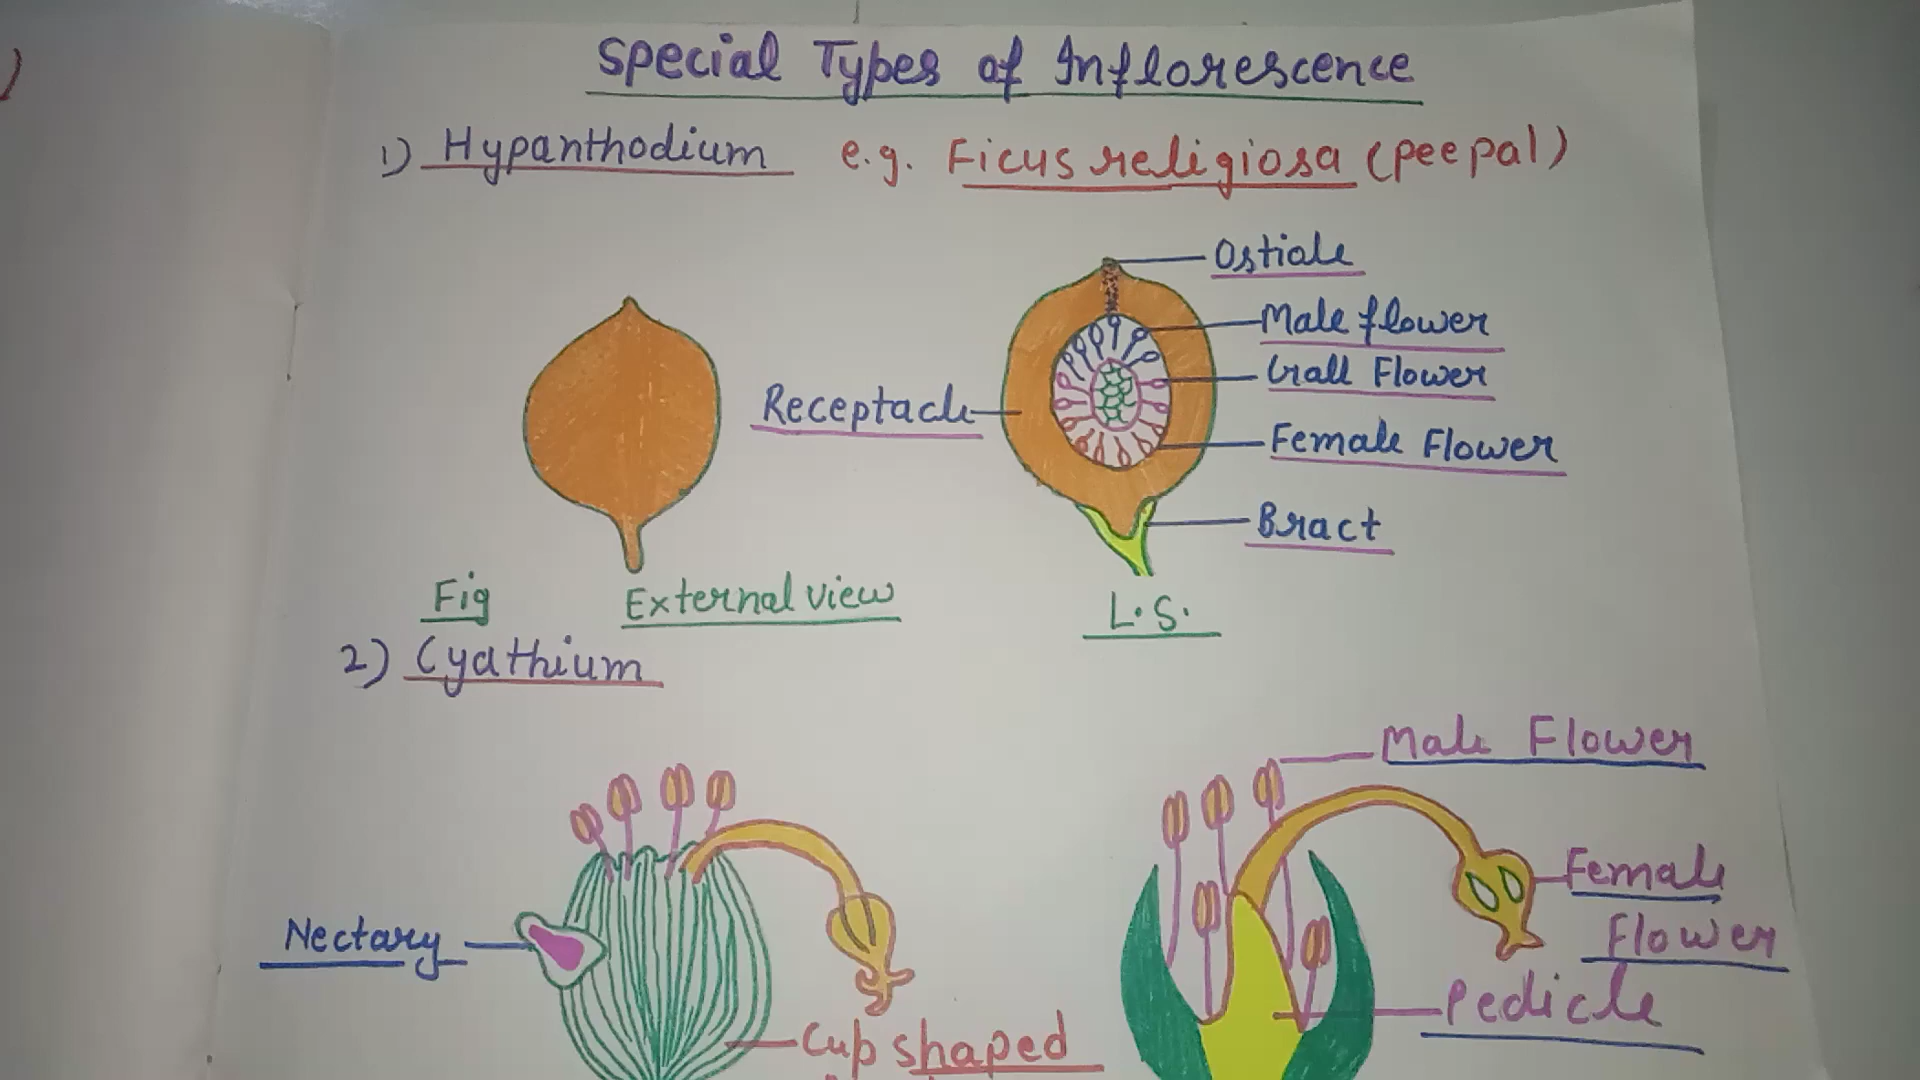 Special Types of Inflorescence
1) Hypanthodium e.g. Ficus religiosa (peepal)
Ostiole
Male flower
Gall Flower
Receptacle
Female Flower
Bract
Fig External view L.S.
2) Cyathium
Male Flower
Female
Flower
Nectary
Pedicle
Cup shaped